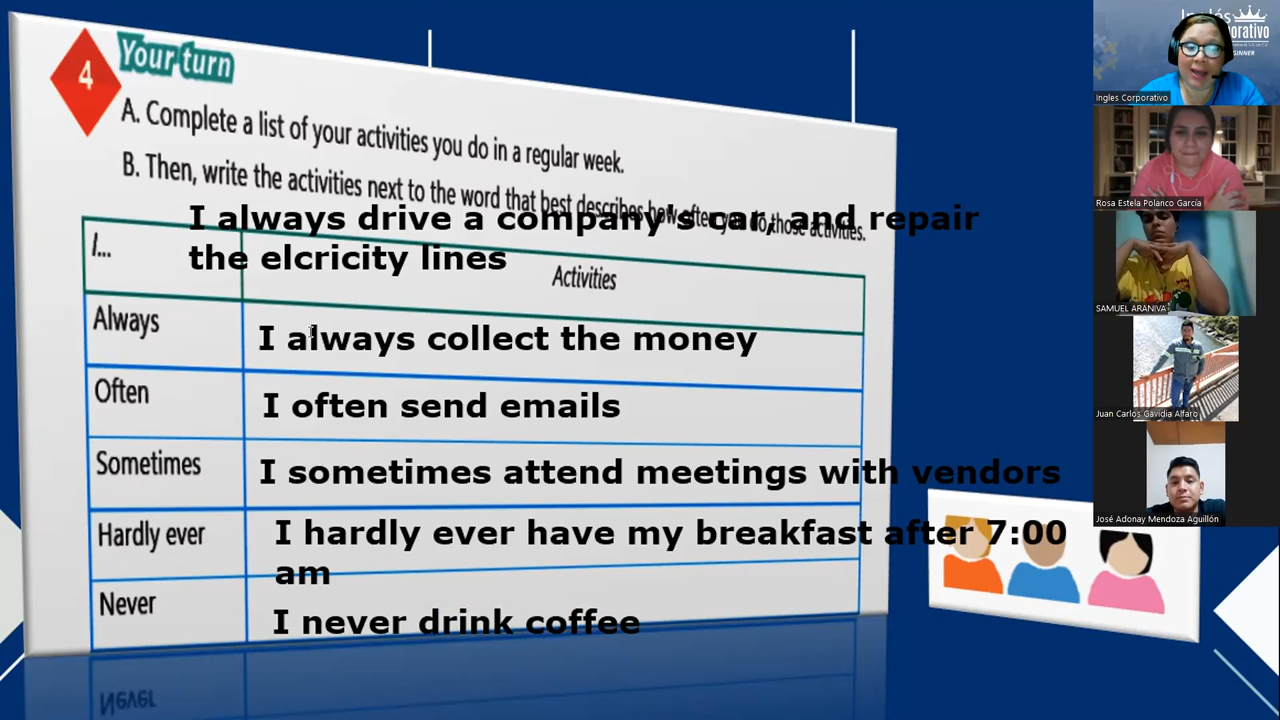 4
Your turn
A. Complete a list of your activities you do in a regular week.
B. Then, write the activities next to the word that best describes how often you do those activities.
I always drive a company's car, and repair
the elcricity lines
I...
Activities
Always
I always collect the money
Often
I often send emails
Sometimes
I sometimes attend meetings with vendors
Hardly ever
I hardly ever have my breakfast after 7:00
am
Never
I never drink coffee
Never
Inglés
Ingles Corporativo
Rosa Estela Polanco García
SAMUEL ARANIVA
Juan Carlos Gavidia Alfaro
José Adonay Mendoza Aguillón